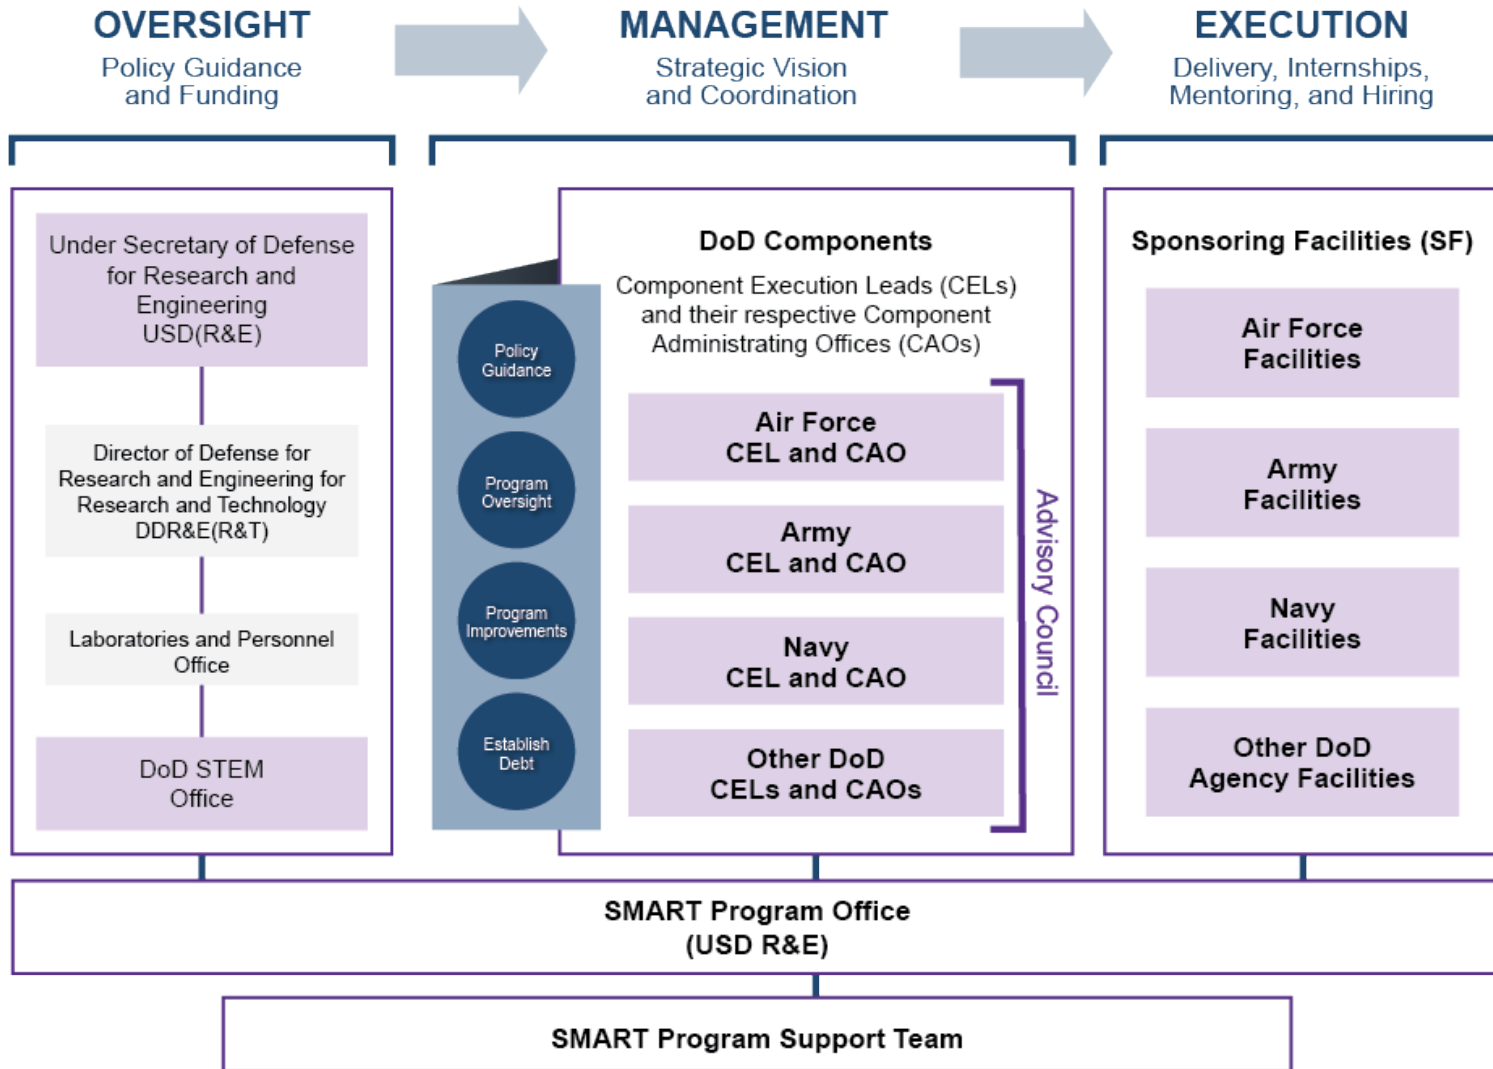 OVERSIGHT
Policy Guidance
and Funding
MANAGEMENT
Strategic Vision
and Coordination
EXECUTION
Delivery, Internships,
Mentoring, and Hiring
Under Secretary of Defense
for Research and
Engineering
USD(R&E)
Director of Defense for
Research and Engineering for
Research and Technology
DDR&E(R&T)
Laboratories and Personnel
Office
DoD STEM
Office
Policy
Guidance
Program
Oversight
Program
Improvements
Establish
Debt
DoD Components
Component Execution Leads (CELs)
and their respective Component
Administrating Offices (CAOs)
Air Force
CEL and CAO
Army
CEL and CAO
Navy
CEL and CAO
Other DoD
CELs and CAOs
Advisory Council
Sponsoring Facilities (SF)
Air Force
Facilities
Army
Facilities
Navy
Facilities
Other DoD
Agency Facilities
SMART Program Office
(USD R&E)
SMART Program Support Team